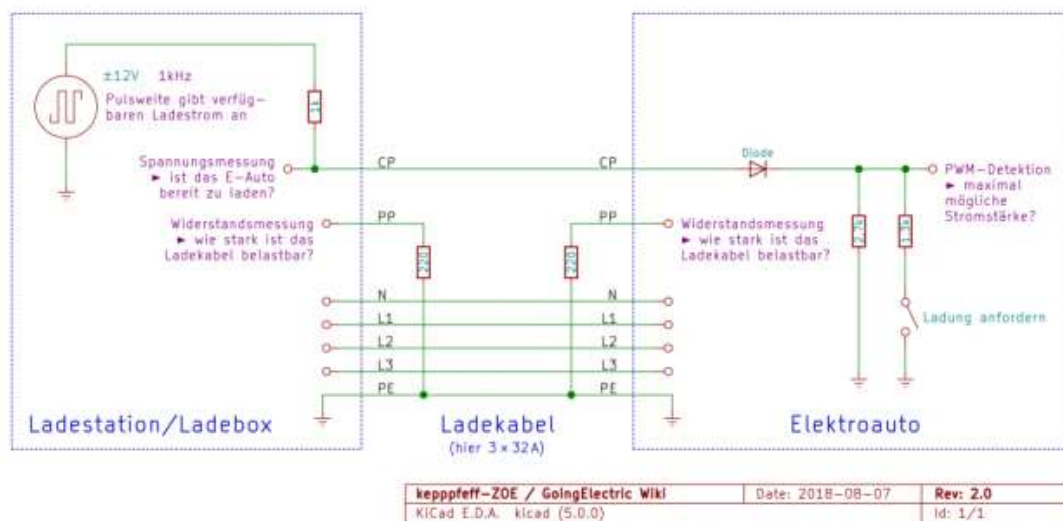 ±12V 1kHz
Pulsweite gibt verfüg-
baren Ladestrom an
1k
Spannungsmessung
► ist das E-Auto
bereit zu laden?
CP
CP
Diode
PWM-Detektion
► maximal
mögliche
Stromstärke?
Widerstandsmessung
► wie stark ist das
Ladekabel belastbar?
PP
PP
Widerstandsmessung
► wie stark ist das
Ladekabel belastbar?
220
220
2.7k
1.3k
N
N
L1
L1
L2
L2
L3
L3
PE
PE
Ladung anfordern
Ladestation/Ladebox
Ladekabel
(hier 3×32A)
Elektroauto
kepppfeff-ZOE / GoingElectric Wiki
Date: 2018-08-07
Rev: 2.0
KiCad E.D.A. kicad (5.0.0)
Id: 1/1